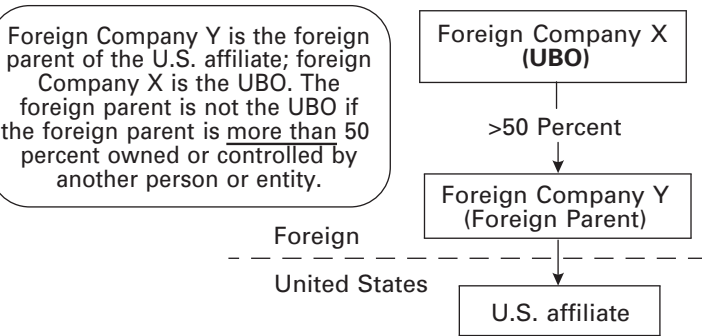 Foreign Company Y is the foreign
parent of the U.S. affiliate; foreign
Company X is the UBO. The
foreign parent is not the UBO if
the foreign parent is more than 50
percent owned or controlled by
another person or entity.
Foreign Company X
(UBO)
>50 Percent
Foreign Company Y
(Foreign Parent)
Foreign
United States
U.S. affiliate